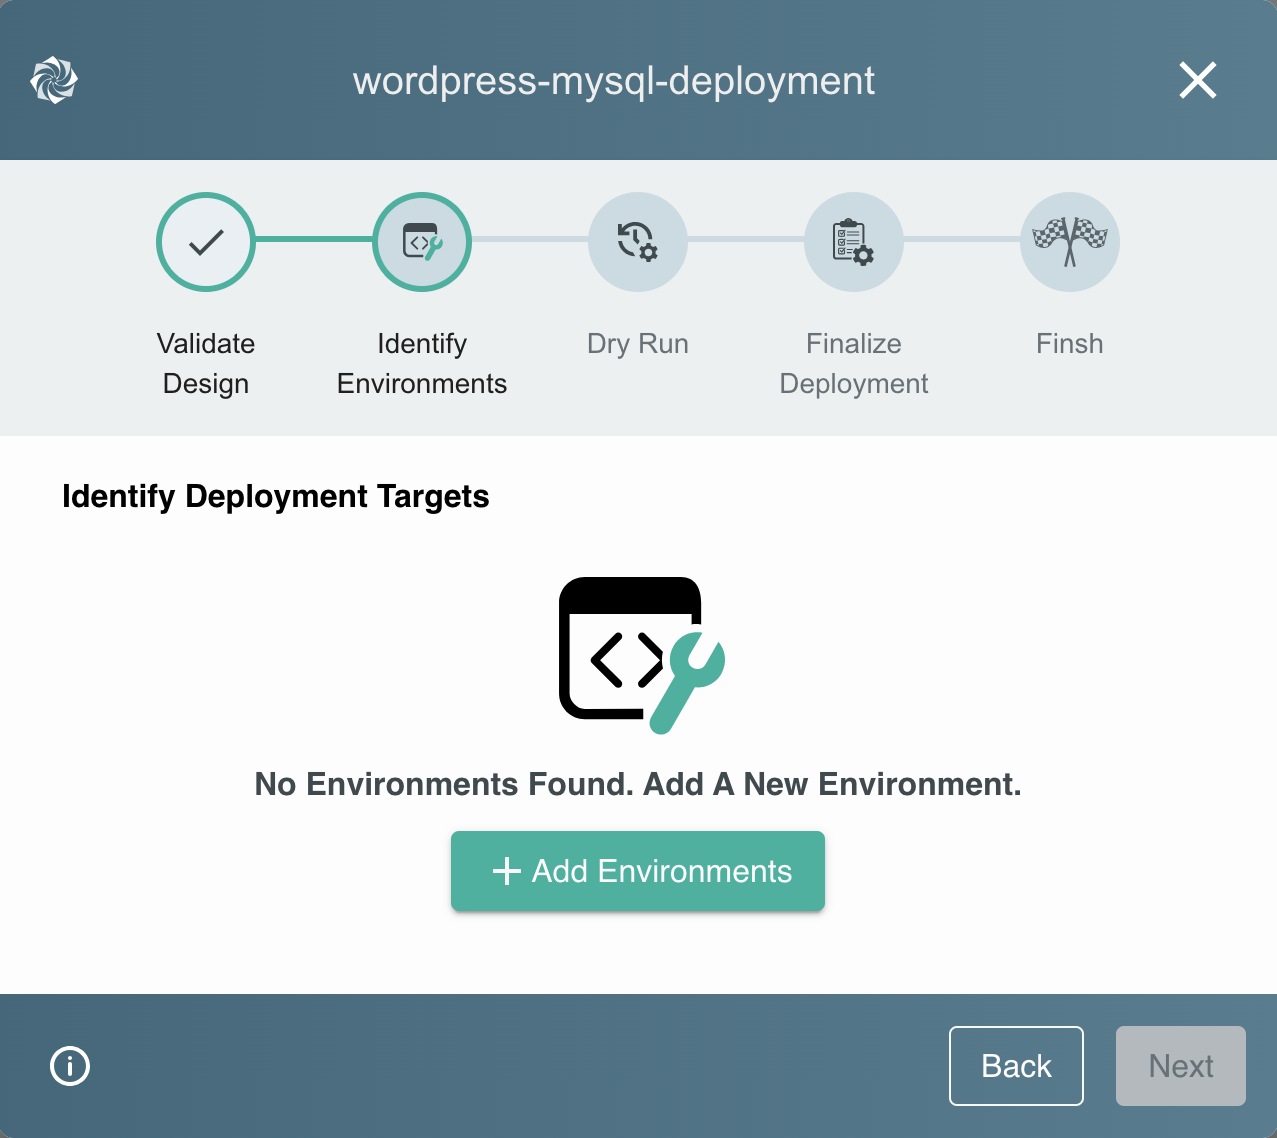 wordpress-mysql-deployment
Validate
Design
Identify
Environments
Dry Run
Finalize
Deployment
Finsh
Identify Deployment Targets
No Environments Found. Add A New Environment.
Add Environments
Back
Next